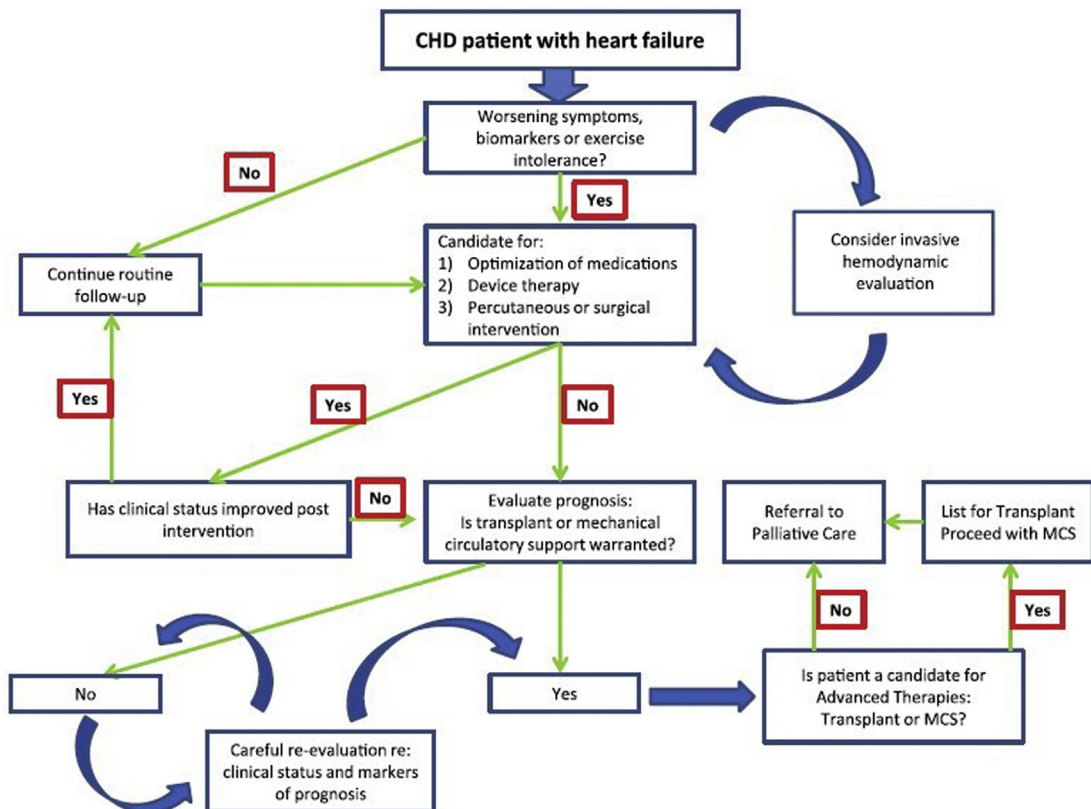 CHD patient with heart failure
Worsening symptoms,
biomarkers or exercise
intolerance?
No
Yes
Continue routine
follow-up
Candidate for:
1) Optimization of medications
2) Device therapy
3) Percutaneous or surgical
intervention
Consider invasive
hemodynamic
evaluation
Yes
Yes
No
Has clinical status improved post
intervention
No
Evaluate prognosis:
Is transplant or mechanical
circulatory support warranted?
Referral to
Palliative Care
List for Transplant
Proceed with MCS
No
Yes
No
Yes
Is patient a candidate for
Advanced Therapies:
Transplant or MCS?
Careful re-evaluation re:
clinical status and markers
of prognosis